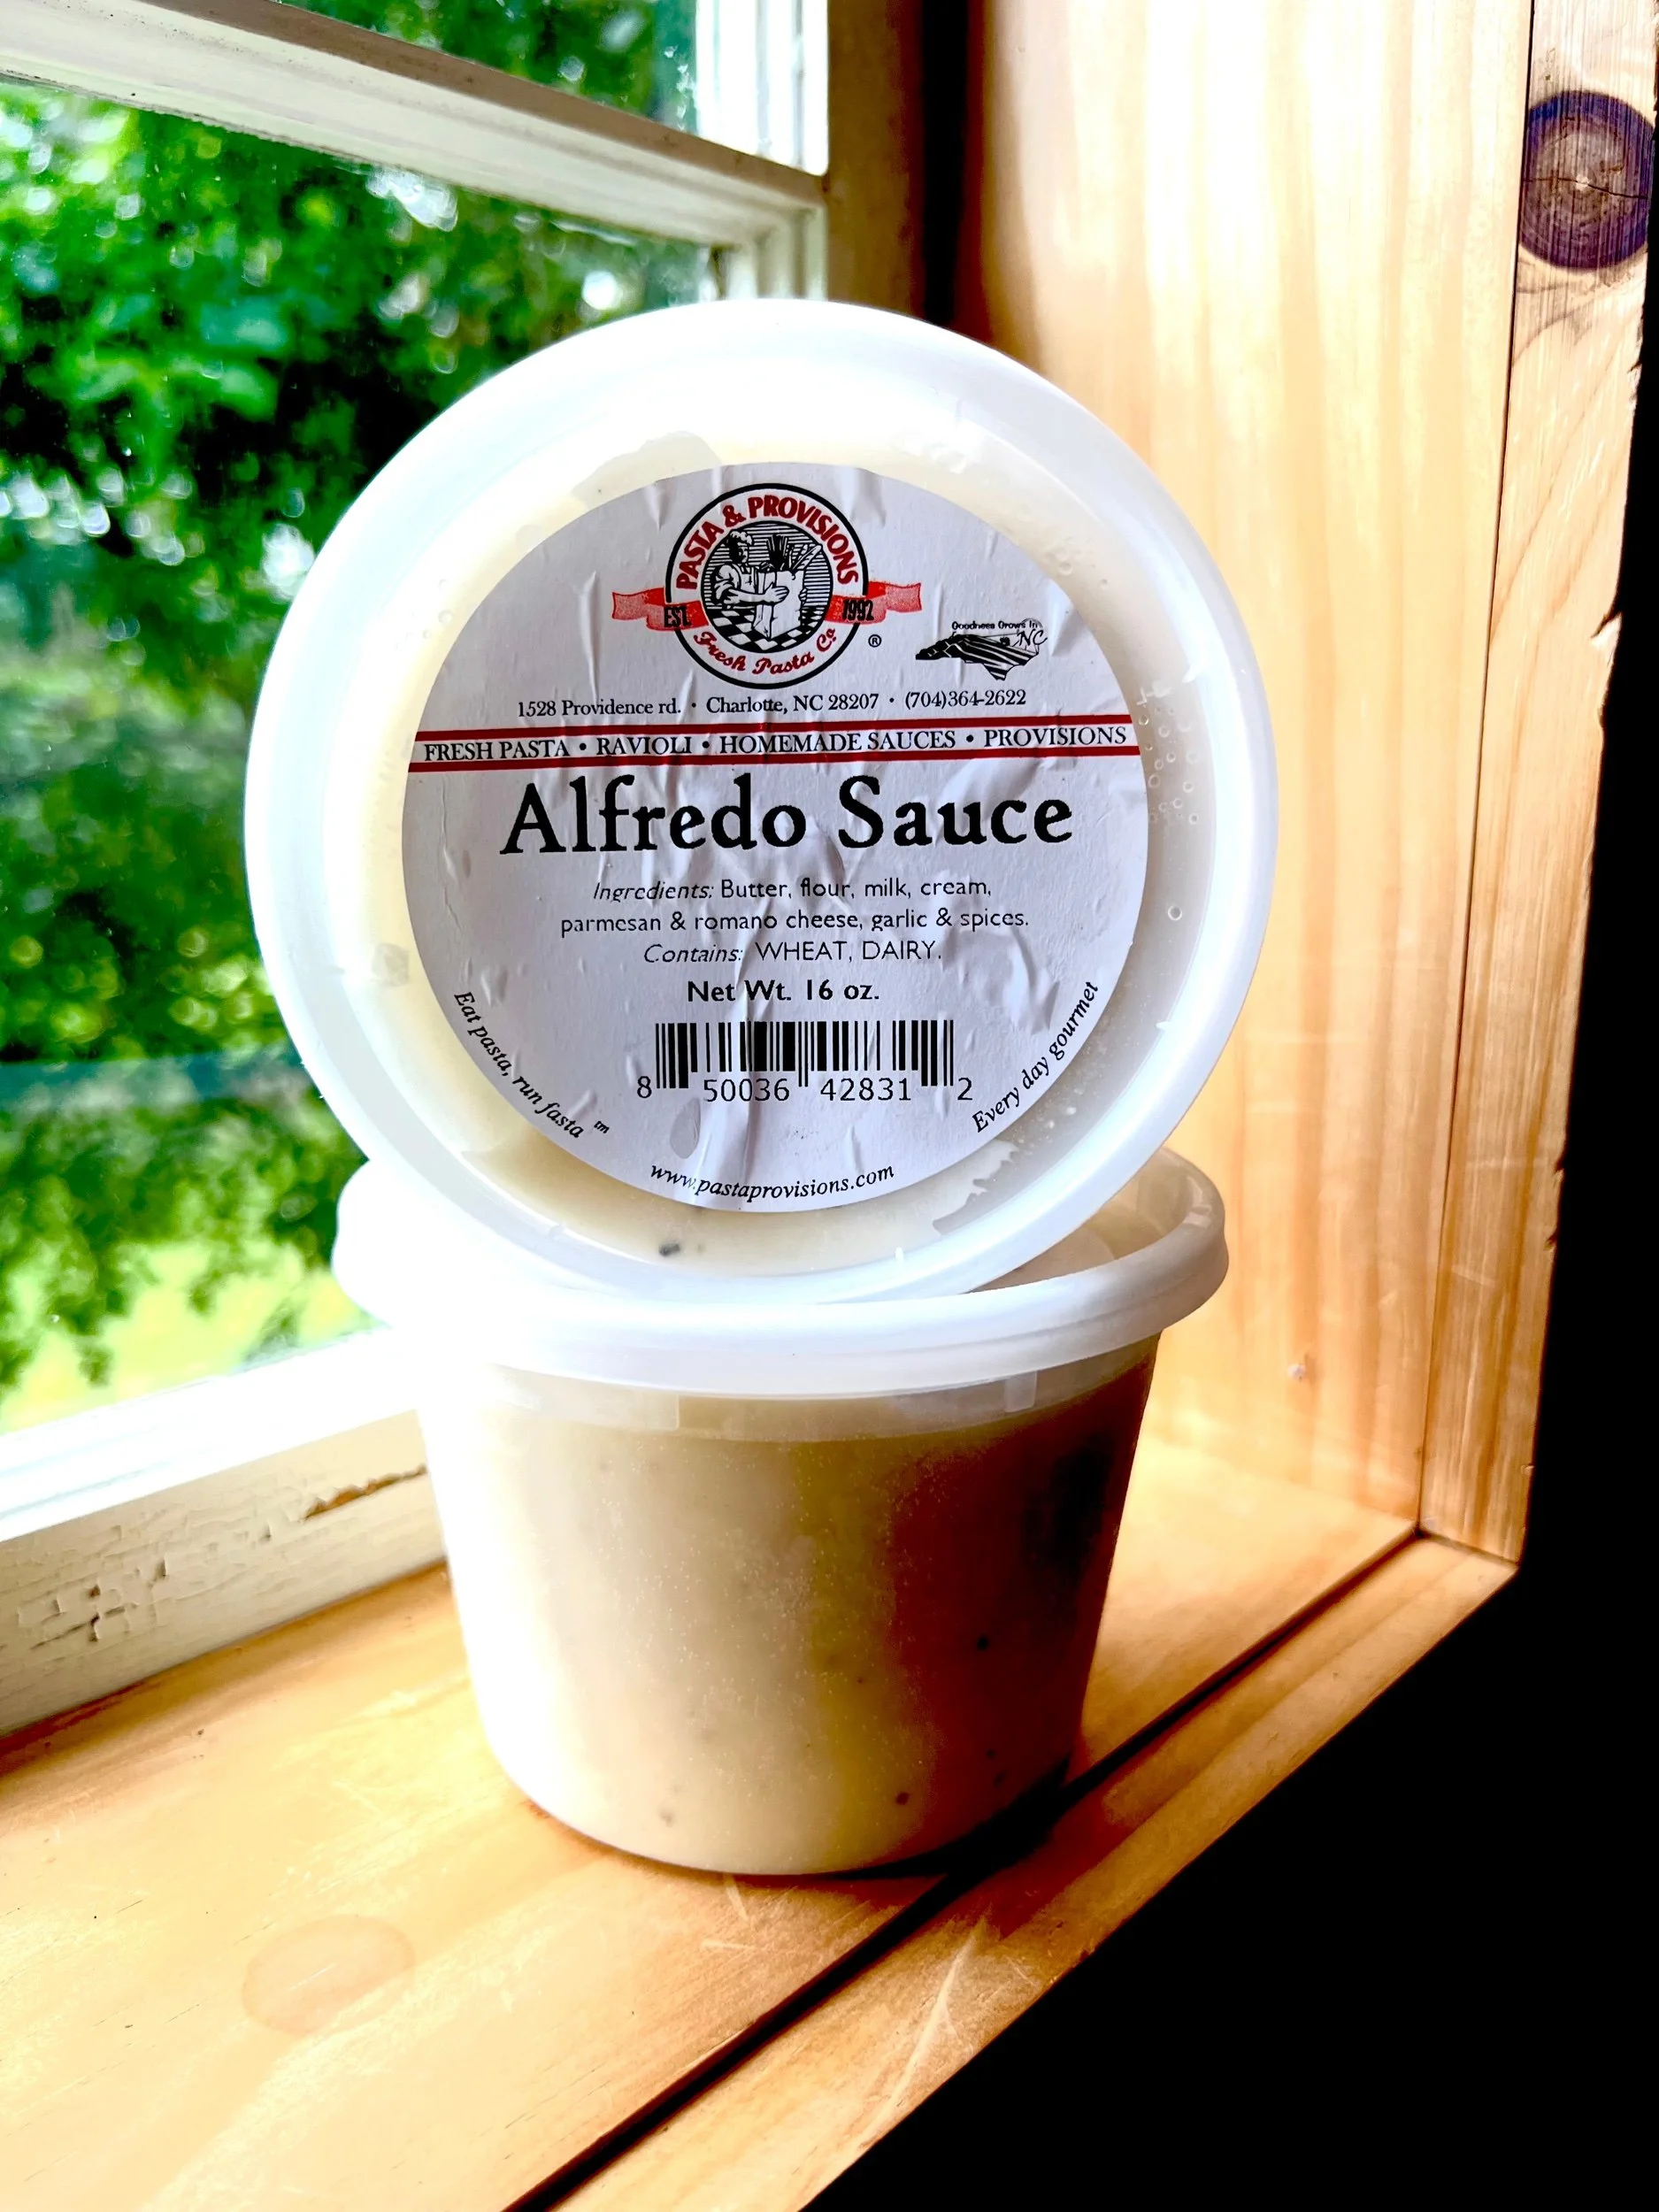 PASTA & PROVISIONS
EST. 1992
Fresh Pasta Co.
®
Goodness Grows In
NC
1528 Providence rd. • Charlotte, NC 28207 • (704)364-2622
FRESH PASTA • RAVIOLI • HOMEMADE SAUCES • PROVISIONS
Alfredo Sauce
Ingredients: Butter, flour, milk, cream,
parmesan & romano cheese, garlic & spices.
Contains: WHEAT, DAIRY.
Net Wt. 16 oz.
8 50036 42831 2
Eat pasta, run fasta ™
Every day gourmet
www.pastaprovisions.com